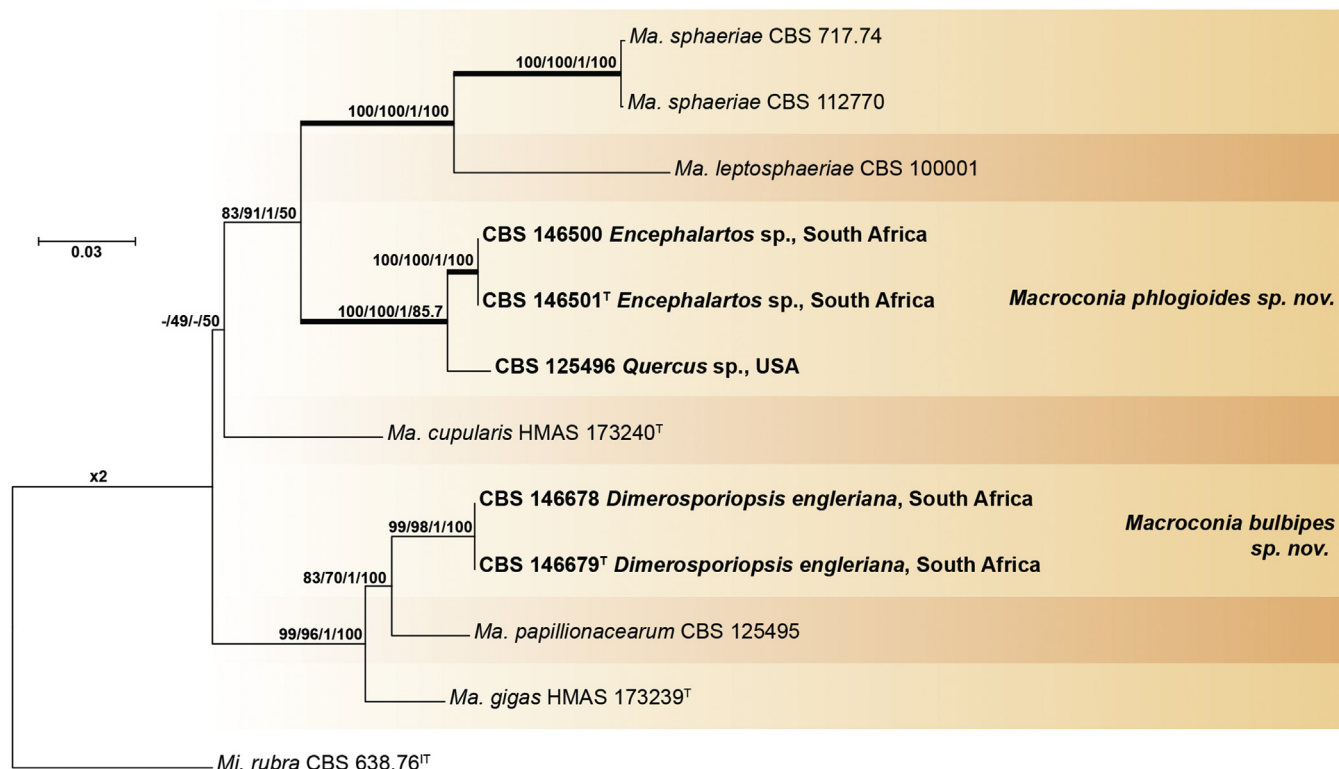 Ma. sphaeriae CBS 717.74
100/100/1/100
Ma. sphaeriae CBS 112770
100/100/1/100
Ma. leptosphaeriae CBS 100001
83/91/1/50
CBS 146500 Encephalartos sp., South Africa
0.03
100/100/1/100
CBS 146501ᵀ Encephalartos sp., South Africa
Macroconia phlogioides sp. nov.
100/100/1/85.7
-/49/-/50
CBS 125496 Quercus sp., USA
Ma. cupularis HMAS 173240ᵀ
x2
CBS 146678 Dimerosporiopsis engleriana, South Africa
Macroconia bulbipes
sp. nov.
99/98/1/100
CBS 146679ᵀ Dimerosporiopsis engleriana, South Africa
83/70/1/100
Ma. papillionacearum CBS 125495
99/96/1/100
Ma. gigas HMAS 173239ᵀ
Mi. rubra CBS 638.76ᴵᵀ